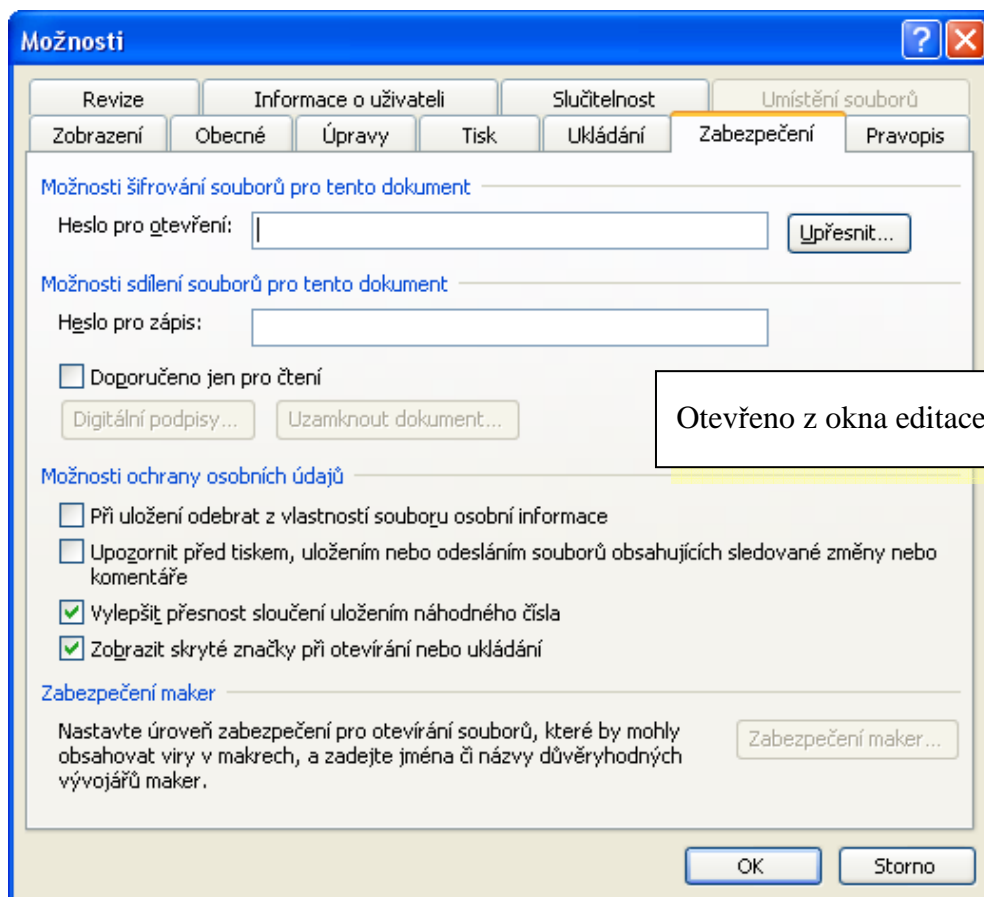 Možnosti
Revize Informace o uživateli Slučitelnost Umístění souborů
Zobrazení Obecné Úpravy Tisk Ukládání Zabezpečení Pravopis
Možnosti šifrování souborů pro tento dokument
Heslo pro otevření: Upřesnit...
Možnosti sdílení souborů pro tento dokument
Heslo pro zápis:
Doporučeno jen pro čtení
Digitální podpisy... Uzamknout dokument...
Otevřeno z okna editace
Možnosti ochrany osobních údajů
Při uložení odebrat z vlastností souboru osobní informace
Upozornit před tiskem, uložením nebo odesláním souborů obsahujících sledované změny nebo
komentáře
Vylepšit přesnost sloučení uložením náhodného čísla
Zobrazit skryté značky při otevírání nebo ukládání
Zabezpečení maker
Nastavte úroveň zabezpečení pro otevírání souborů, které by mohly
obsahovat viry v makrech, a zadejte jména či názvy důvěryhodných
vývojářů maker.
Zabezpečení maker...
OK Storno